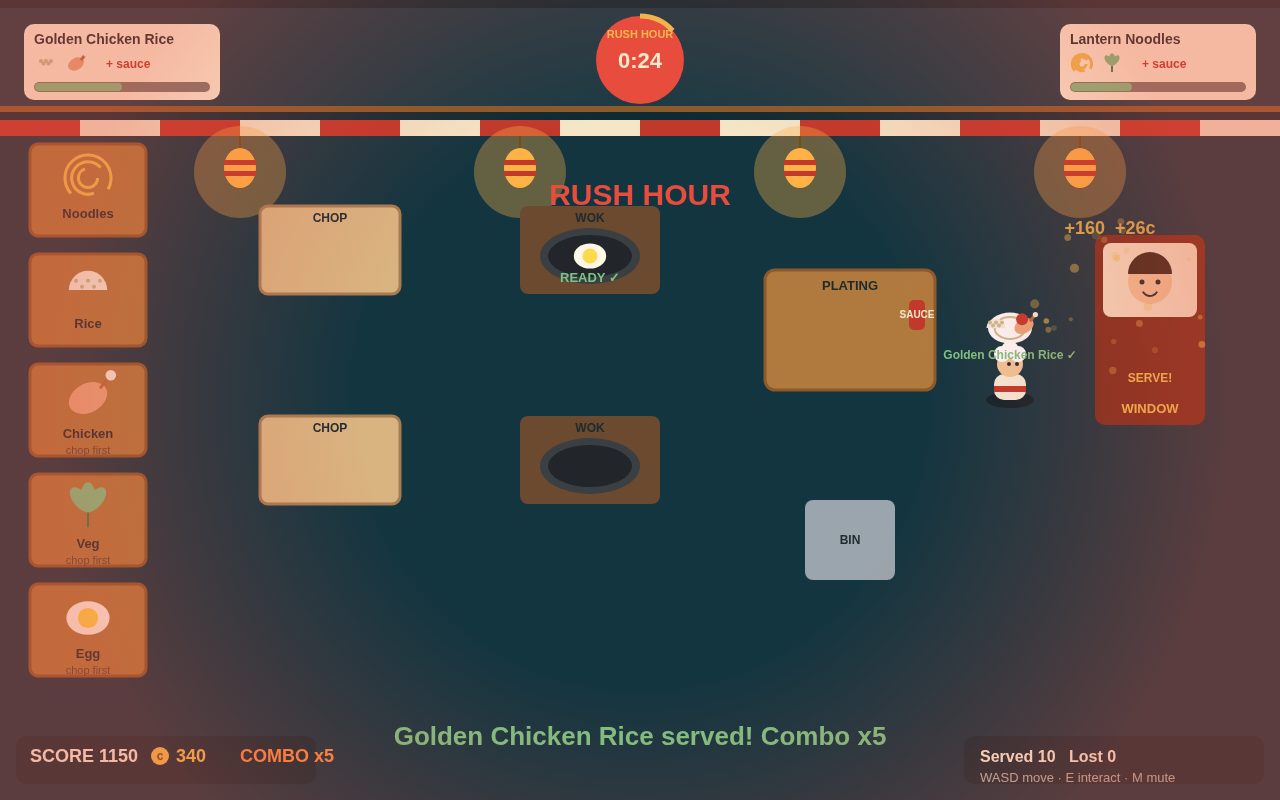 Golden Chicken Rice
+ sauce
RUSH HOUR
0:24
Lantern Noodles
+ sauce
Noodles
Rice
Chicken
chop first
Veg
chop first
Egg
chop first
CHOP
RUSH HOUR
WOK
READY ✓
PLATING
SAUCE
+160 +26c
Golden Chicken Rice ✓
SERVE!
WINDOW
CHOP
WOK
BIN
Golden Chicken Rice served! Combo x5
SCORE 1150 C 340 COMBO x5
Served 10 Lost 0
WASD move · E interact · M mute